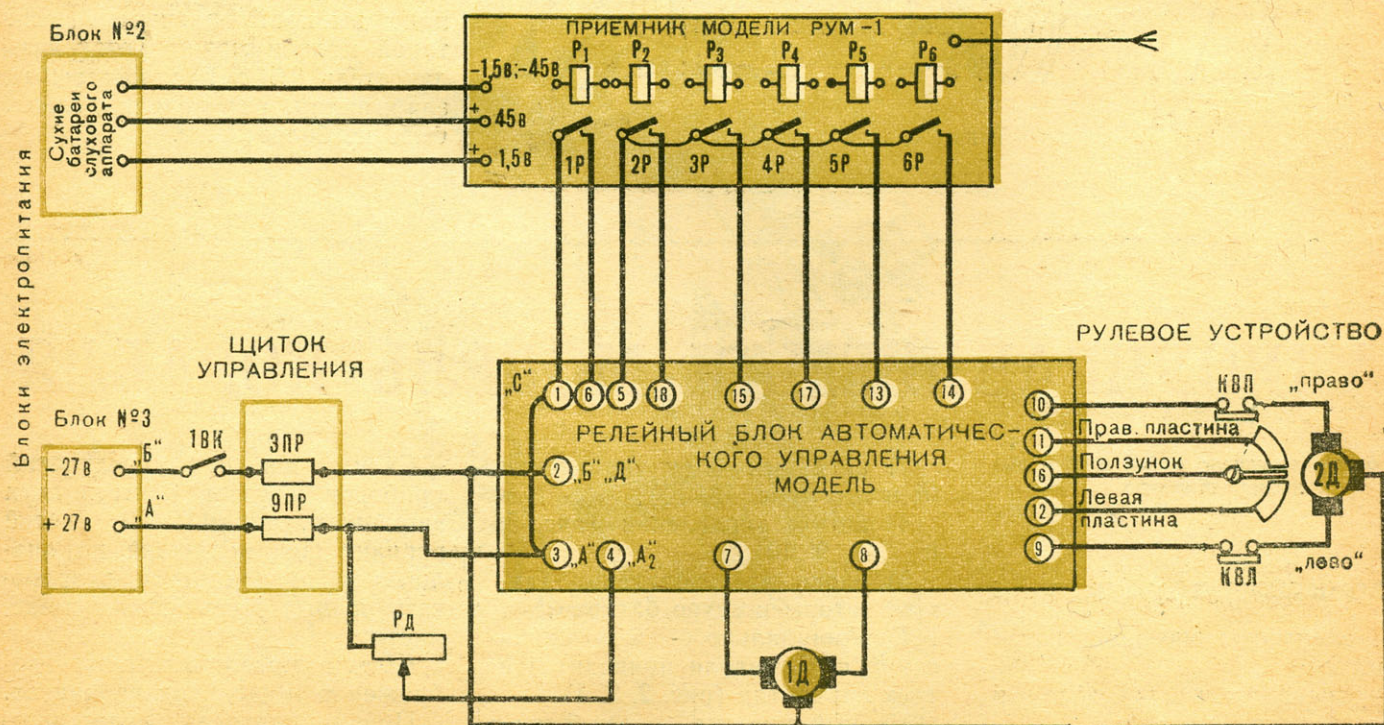 Блок №2
Сухие
батареи
слухового
аппарата
Блоки электропитания
ПРИЕМНИК МОДЕЛИ РУМ-1
-1,5в;-45в
+
45в
+
1,5в
Р1
Р2
Р3
Р4
Р5
Р6
1Р
2Р
3Р
4Р
5Р
6Р
ЩИТОК
УПРАВЛЕНИЯ
Блок №3
- 27в
+ 27в
„Б“
„А“
1ВК
3ПР
9ПР
РД
„С“
1
6
5
18
15
17
13
14
РЕЛЕЙНЫЙ БЛОК АВТОМАТИЧЕС-
КОГО УПРАВЛЕНИЯ
МОДЕЛЬ
2
„Б“ „Д“
3
„А“
4
„А2“
7
8
10
11
16
12
9
РУЛЕВОЕ УСТРОЙСТВО
КВП
„право“
Прав. пластина
Ползунок
Левая
пластина
КВЛ
„лево“
2Д
1Д